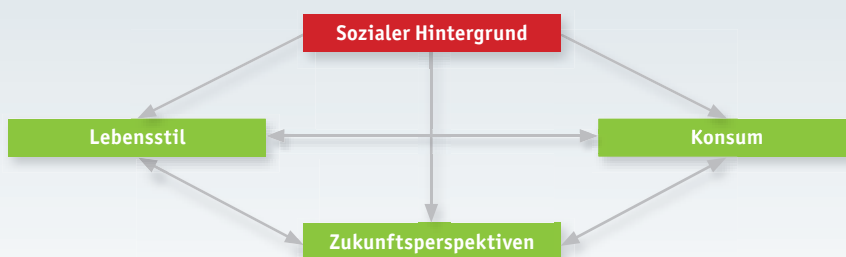 Sozialer Hintergrund
Lebensstil
Konsum
Zukunftsperspektiven